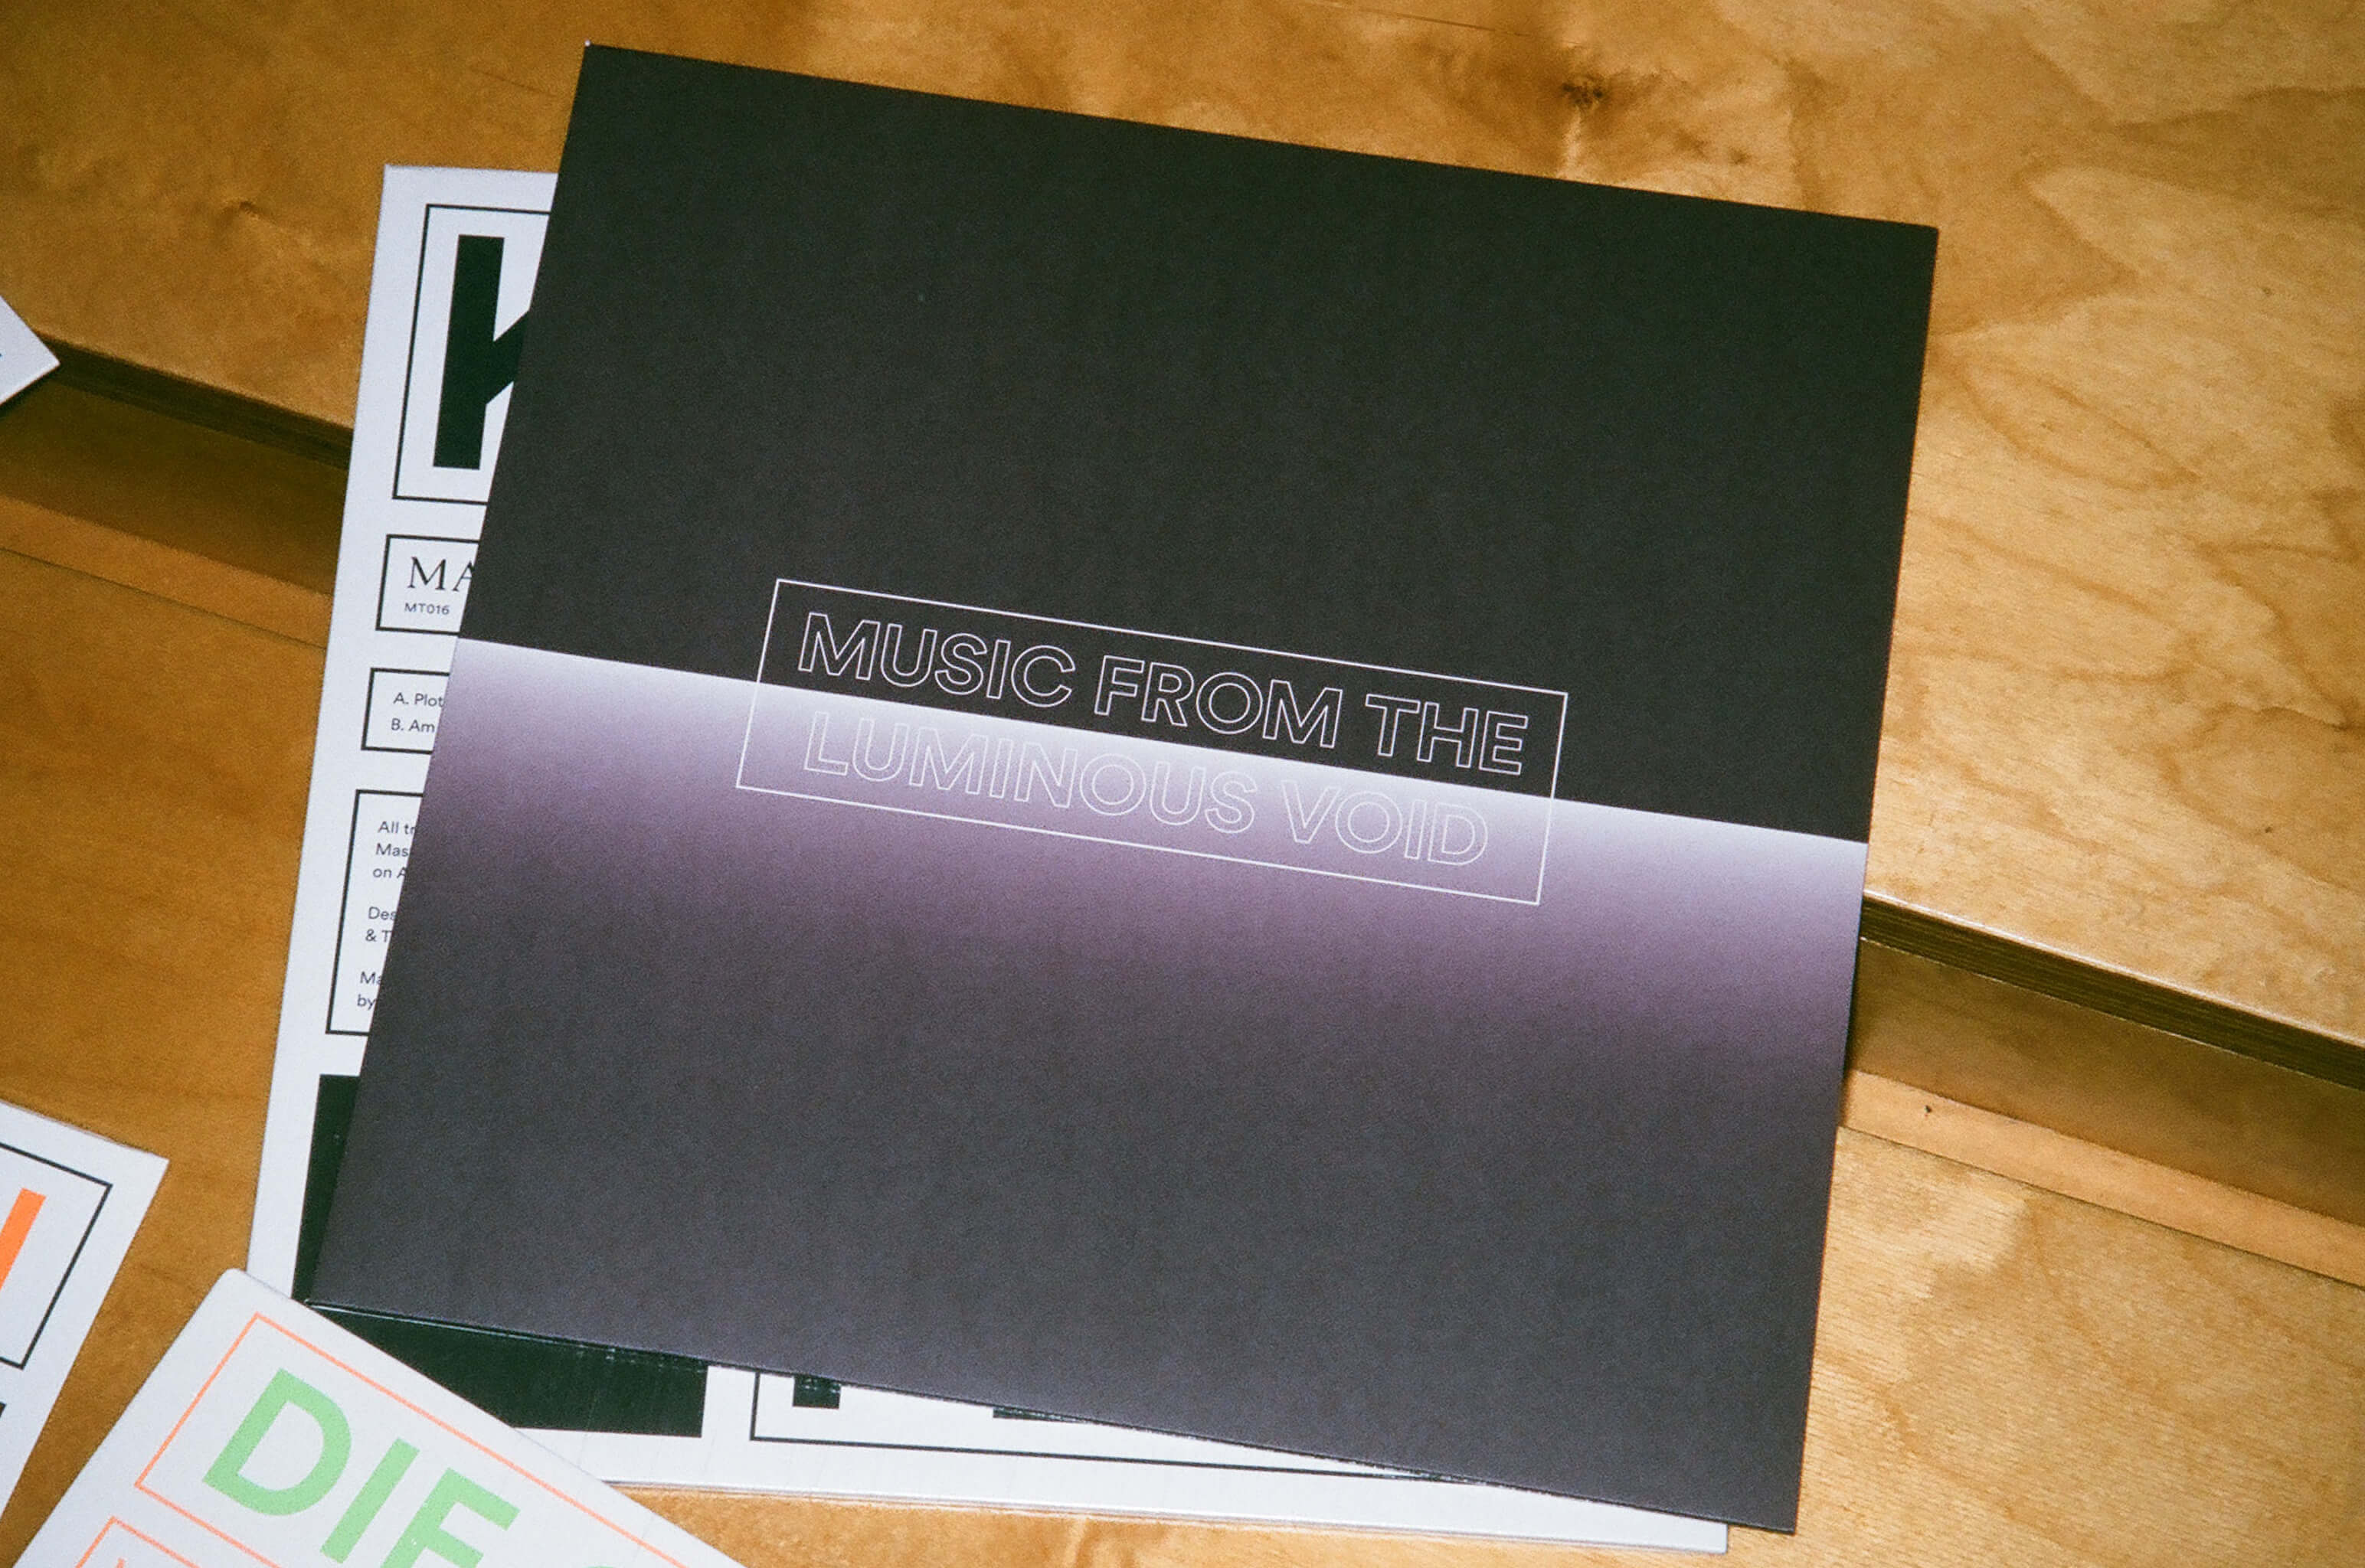 MUSIC FROM THE
LUMINOUS VOID
K
MA
MT016
A. Plot
B. Am
All tr
Mas
on A
Des
& T
Ma
by
DIE